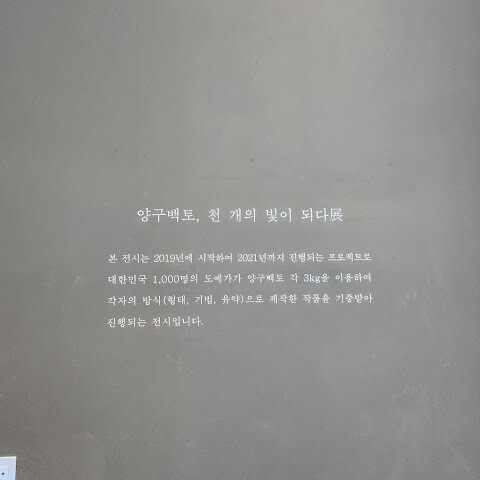 양구백토, 천 개의 빛이 되다展
본 전시는 2019년에 시작하여 2021년까지 진행되는 프로젝트로
대한민국 1,000명의 도예가가 양구백토 각 3kg을 이용하여
각자의 방식(형태, 기법, 유약)으로 제작한 작품을 기증받아
진행되는 전시입니다.